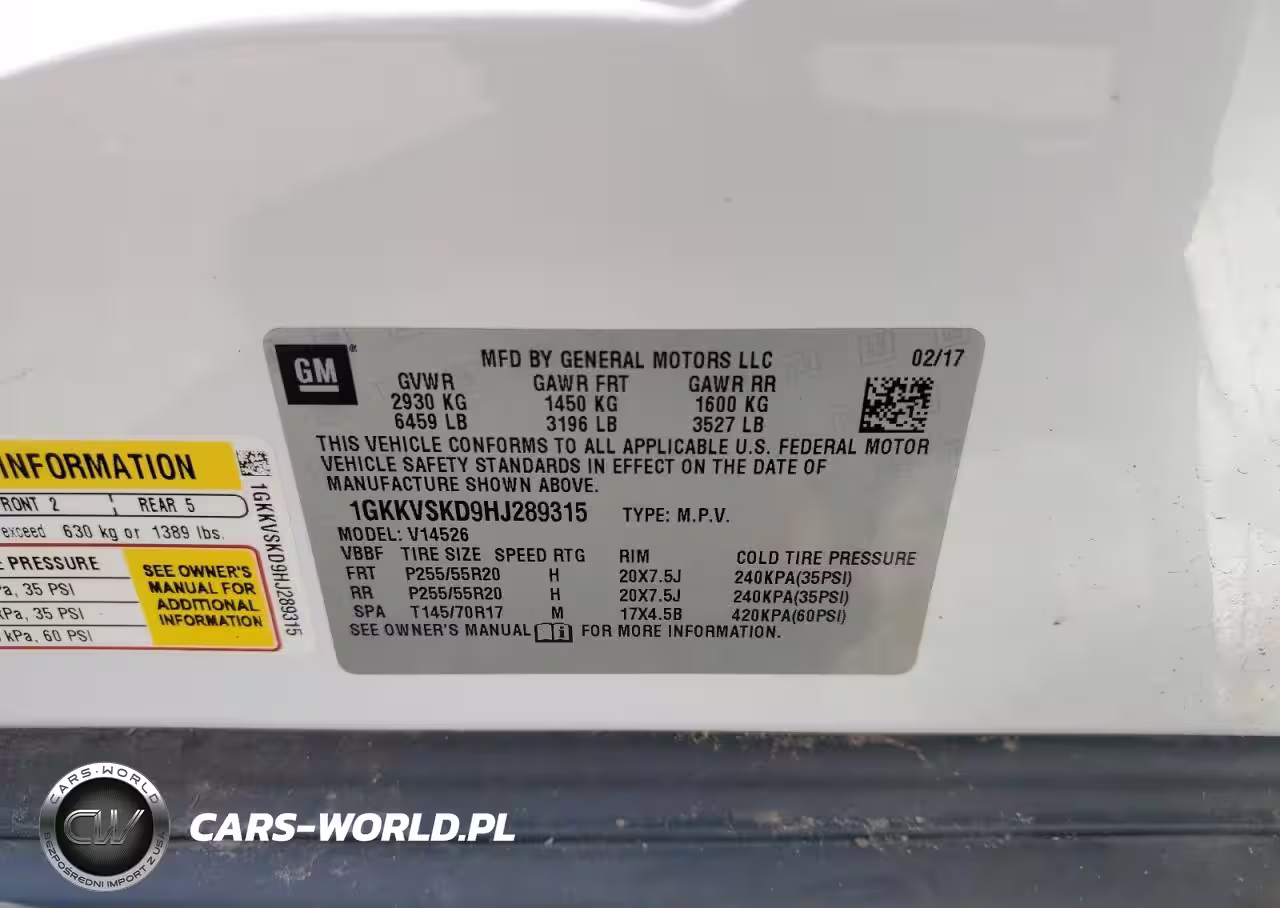 GM
MFD BY GENERAL MOTORS LLC 02/17
GVWR GAWR FRT GAWR RR
2930 KG 1450 KG 1600 KG
6459 LB 3196 LB 3527 LB
THIS VEHICLE CONFORMS TO ALL APPLICABLE U.S. FEDERAL MOTOR
VEHICLE SAFETY STANDARDS IN EFFECT ON THE DATE OF
MANUFACTURE SHOWN ABOVE.
1GKKVSKD9HJ289315 TYPE: M.P.V.
MODEL: V14526
VBBF TIRE SIZE SPEED RTG RIM COLD TIRE PRESSURE
FRT P255/55R20 H 20X7.5J 240KPA(35PSI)
RR P255/55R20 H 20X7.5J 240KPA(35PSI)
SPA T145/70R17 M 17X4.5B 420KPA(60PSI)
SEE OWNER'S MANUAL FOR MORE INFORMATION.
INFORMATION
RONT 2 REAR 5
exceed 630 kg or 1389 lbs.
PRESSURE
a, 35 PSI
kPa, 35 PSI
kPa, 60 PSI
SEE OWNER'S
MANUAL FOR
ADDITIONAL
INFORMATION
1GKKVSKD9HJ289315
CARS-WORLD
CW
BEZPOŚREDNI IMPORT Z USA
CARS-WORLD.PL